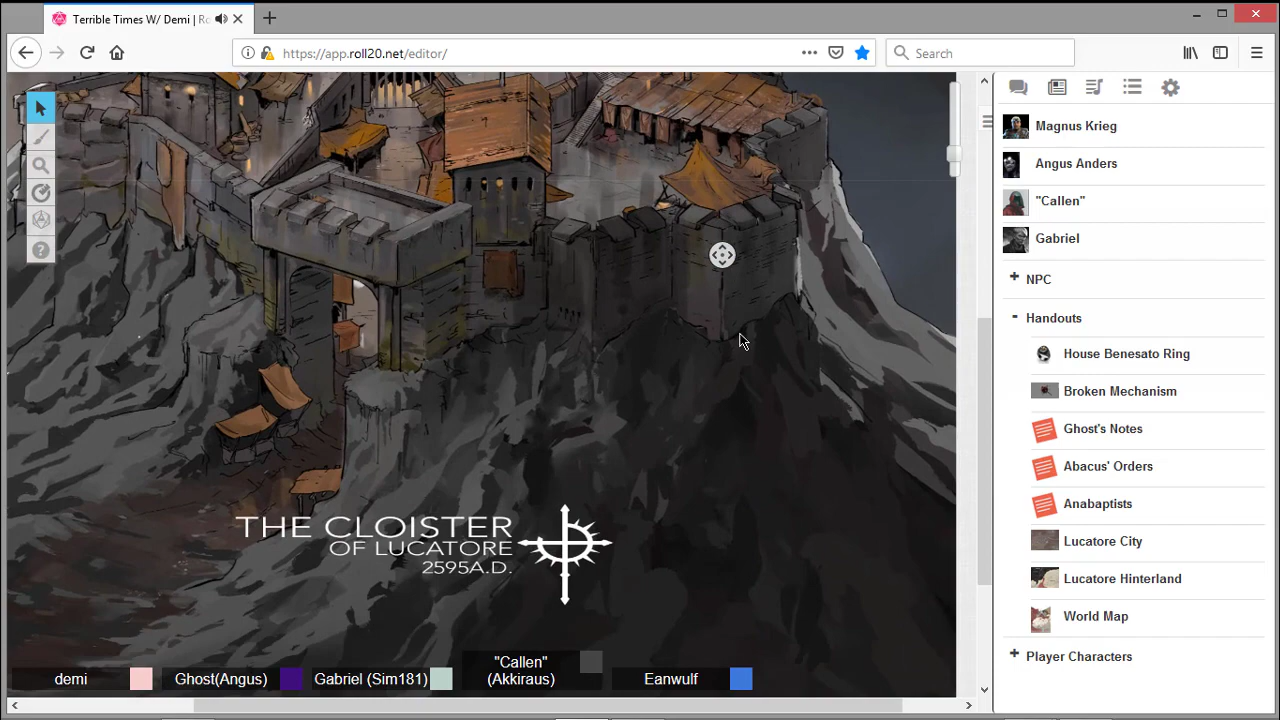 Terrible Times W/ Demi | Ro
https://app.roll20.net/editor/
Search
Magnus Krieg
Angus Anders
"Callen"
Gabriel
+ NPC
- Handouts
House Benesato Ring
Broken Mechanism
Ghost's Notes
Abacus' Orders
Anabaptists
Lucatore City
Lucatore Hinterland
World Map
+ Player Characters
THE CLOISTER
OF LUCATORE
2595A.D.
demi
Ghost(Angus)
Gabriel (Sim181)
"Callen"
(Akkiraus)
Eanwulf